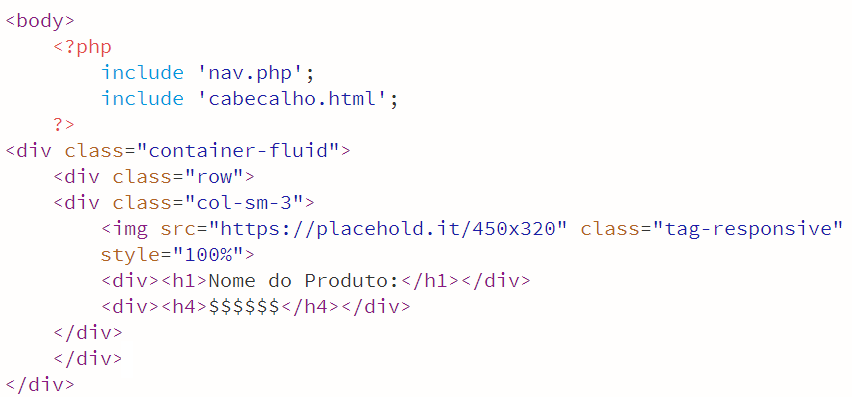 <body>
    <?php
        include 'nav.php';
        include 'cabecalho.html';
    ?>
<div class="container-fluid">
    <div class="row">
    <div class="col-sm-3">
        <img src="https://placehold.it/450x320" class="tag-responsive"
        style="100%">
        <div><h1>Nome do Produto:</h1></div>
        <div><h4>$$$$$$</h4></div>
    </div>
    </div>
</div>